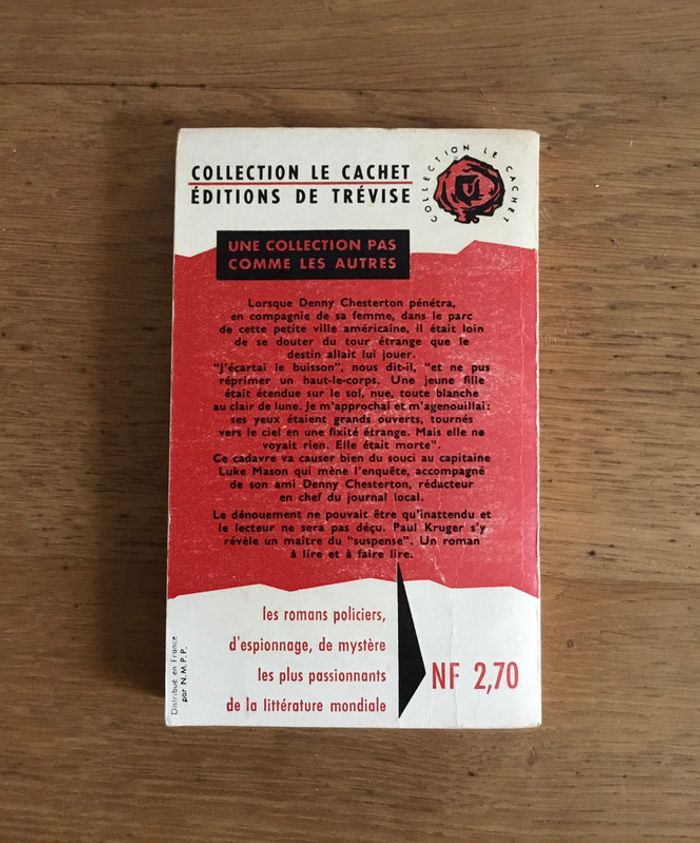 COLLECTION LE CACHET
ÉDITIONS DE TRÉVISE
COLLECTION LE CACHET
UNE COLLECTION PAS
COMME LES AUTRES
Lorsque Denny Chesterton pénétra,
en compagnie de sa femme, dans le parc
de cette petite ville américaine, il était loin
de se douter du tour étrange que le
destin allait lui jouer.
"J'écartai le buisson", nous dit-il, "et ne pus
réprimer un haut-le-corps. Une jeune fille
était étendue sur le sol, nue, toute blanche
au clair de lune. Je m'approchai et m'agenouillai:
ses yeux étaient grands ouverts, tournés
vers le ciel en une fixité étrange. Mais elle ne
voyait rien. Elle était morte".
Ce cadavre va causer bien du souci au capitaine
Luke Mason qui mène l'enquête, accompagné
de son ami Denny Chesterton, rédacteur
en chef du journal local.
Le dénouement ne pouvait être qu'inattendu et
le lecteur ne sera pas déçu. Paul Kruger s'y
révèle un maître du "suspense". Un roman
à lire et à faire lire.
les romans policiers,
d'espionnage, de mystère
les plus passionnants
de la littérature mondiale
NF 2,70
Distribué en France
par N.M.P.P.